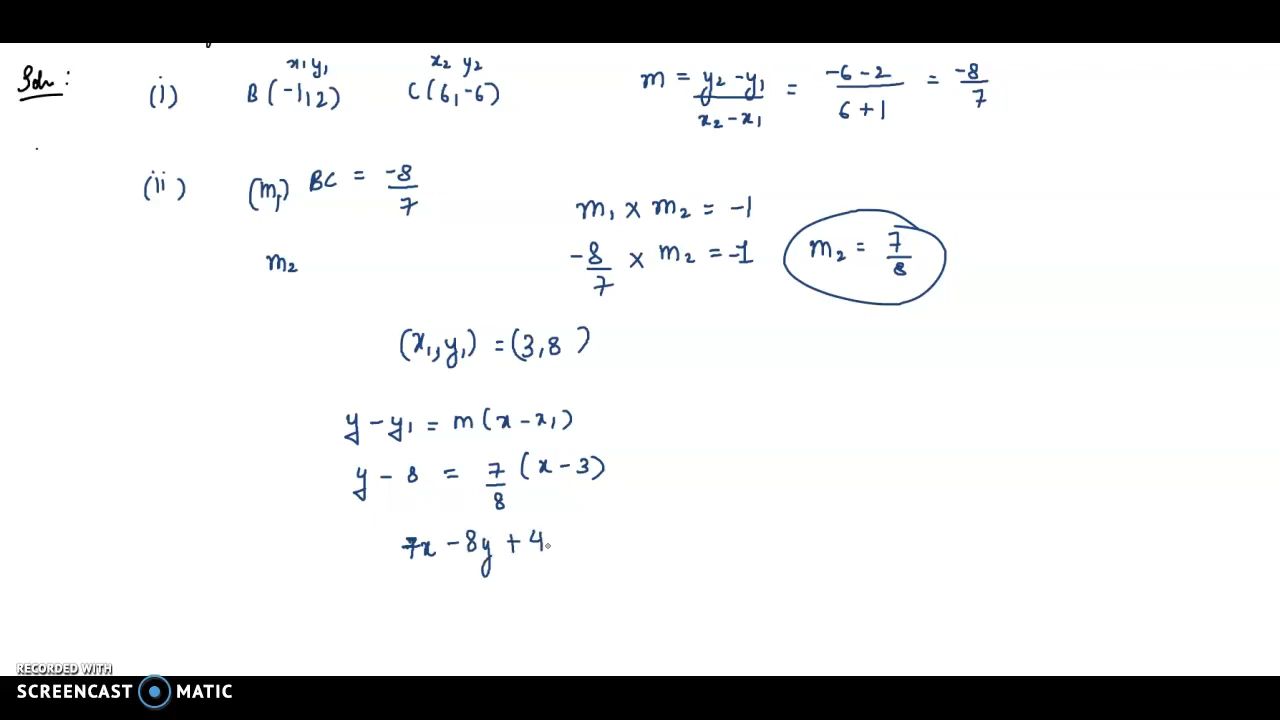 Soln :
(i) B(-1,2) C(6,-6) m = y₂-y₁/x₂-x₁ = -6-2/6+1 = -8/7
x₁ y₁ x₂ y₂
(ii) (m₁) BC = -8/7
m₁ × m₂ = -1
m₂ -8/7 × m₂ = -1 m₂ = 7/8
(x₁,y₁) = (3,8)
y - y₁ = m(x - x₁)
y - 8 = 7/8 (x - 3)
7x - 8y + 4
RECORDED WITH
SCREENCAST MATIC